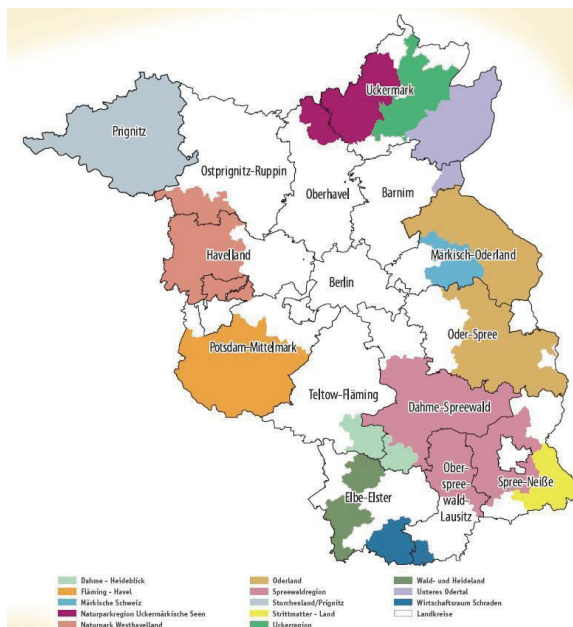 Uckermark
Prignitz
Ostprignitz-Ruppin
Oberhavel
Barnim
Havelland
Märkisch-Oderland
Berlin
Oder-Spree
Potsdam-Mittelmark
Teltow-Fläming
Dahme-Spreewald
Ober-
spree-
wald-
Lausitz
Spree-Neiße
Elbe-Elster
Dahme - Heideblick
Fläming - Havel
Märkische Schweiz
Naturparkregion Uckermärkische Seen
Naturpark Westhavelland
Oderland
Spreewaldregion
Storchesland/Prignitz
Strittmatter - Land
Uckerregion
Wald- und Heideland
Unteres Odertal
Wirtschaftsraum Schraden
Landkreise